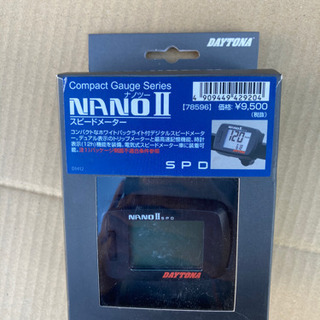 DAYTONA
Compact Gauge Series
ナノツー
NANOⅡ
スピードメーター
4 909449 429204
[78596] 価格:¥9,500
(税抜)
コンパクトなホワイトバックライト付デジタルスピードメータ
ー。デュアル表示のトリップメーターと最高速記憶機能、時計
表示(12h)機能を装備。電気式スピードメーター車に装着可
能。
SPD
NANOⅡ SPD
DAYTONA